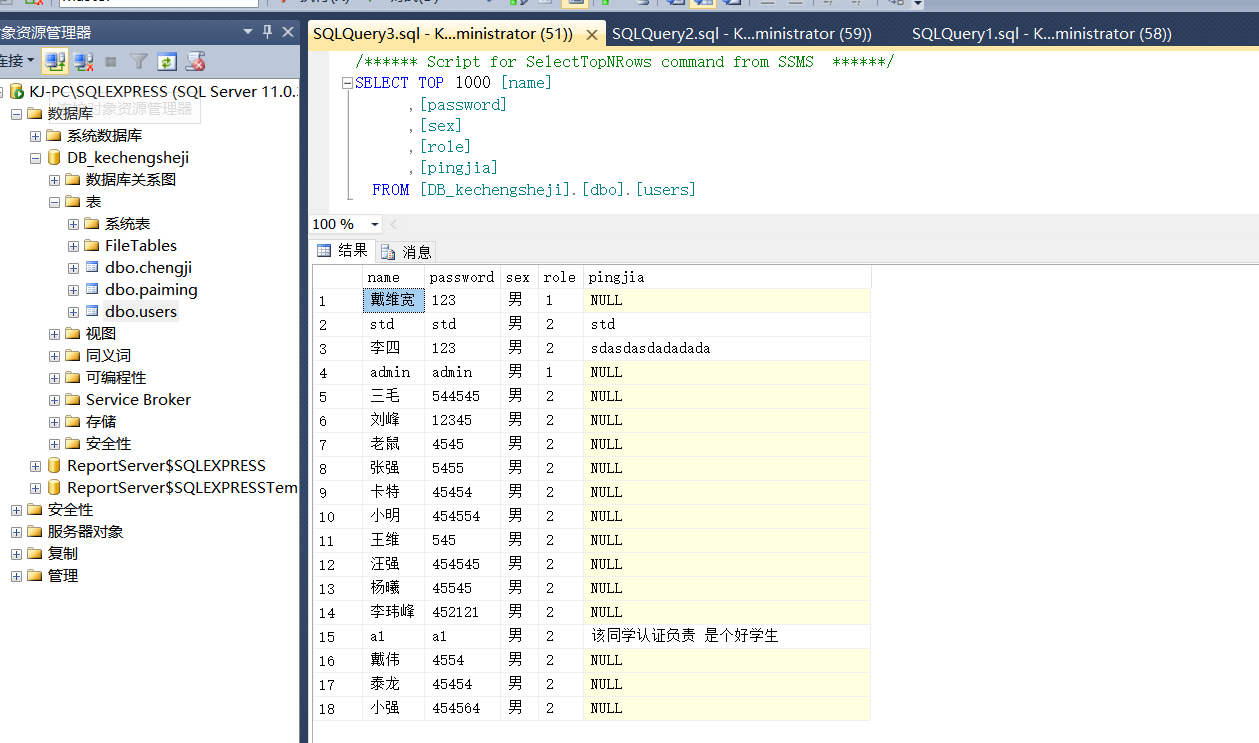 对象资源管理器
连接
KJ-PC\SQLEXPRESS (SQL Server 11.0.
数据库
系统数据库
DB_kechengsheji
数据库关系图
表
系统表
FileTables
dbo.chengji
dbo.paiming
dbo.users
视图
同义词
可编程性
Service Broker
存储
安全性
ReportServer$SQLEXPRESS
ReportServer$SQLEXPRESSTem
安全性
服务器对象
复制
管理
SQLQuery3.sql - K...ministrator (51)) SQLQuery2.sql - K...ministrator (59)) SQLQuery1.sql - K...ministrator (58))
/****** Script for SelectTopNRows command from SSMS ******/
SELECT TOP 1000 [name]
,[password]
,[sex]
,[role]
,[pingjia]
FROM [DB_kechengsheji].[dbo].[users]
100 %
结果 消息
name password sex role pingjia
1 戴维宽 123 男 1 NULL
2 std std 男 2 std
3 李四 123 男 2 sdasdasdadadada
4 admin admin 男 1 NULL
5 三毛 544545 男 2 NULL
6 刘峰 12345 男 2 NULL
7 老鼠 4545 男 2 NULL
8 张强 5455 男 2 NULL
9 卡特 45454 男 2 NULL
10 小明 454554 男 2 NULL
11 王维 545 男 2 NULL
12 汪强 454545 男 2 NULL
13 杨曦 45545 男 2 NULL
14 李玮峰 452121 男 2 NULL
15 a1 a1 男 2 该同学认证负责 是个好学生
16 戴伟 4554 男 2 NULL
17 泰龙 45454 男 2 NULL
18 小强 454564 男 2 NULL